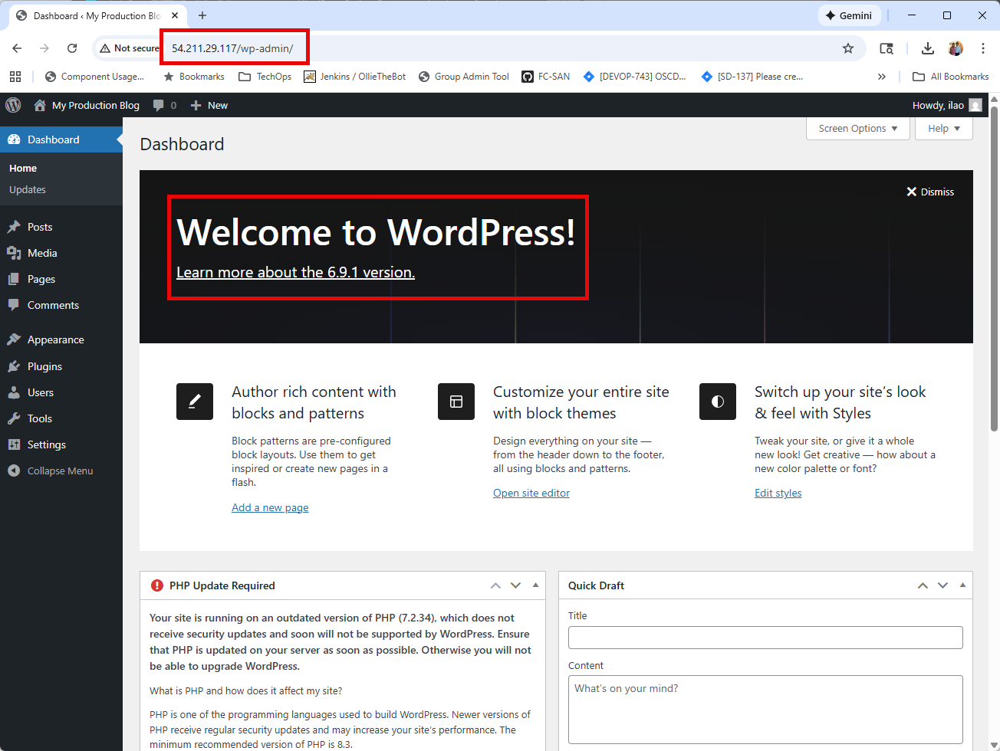 Dashboard ‹ My Production Blo
Gemini
Not secure
54.211.29.117/wp-admin/
Component Usage...
Bookmarks
TechOps
Jenkins / OllieTheBot
Group Admin Tool
FC-SAN
[DEVOP-743] OSCD...
[SD-137] Please cre...
All Bookmarks
My Production Blog
0
New
Howdy, ilao
Dashboard
Home
Updates
Posts
Media
Pages
Comments
Appearance
Plugins
Users
Tools
Settings
Collapse Menu
Screen Options
Help
Dashboard
Dismiss
Welcome to WordPress!
Learn more about the 6.9.1 version.
Author rich content with
blocks and patterns
Block patterns are pre-configured
block layouts. Use them to get
inspired or create new pages in a
flash.
Add a new page
Customize your entire site
with block themes
Design everything on your site —
from the header down to the footer,
all using blocks and patterns.
Open site editor
Switch up your site’s look
& feel with Styles
Tweak your site, or give it a whole
new look! Get creative — how about a
new color palette or font?
Edit styles
PHP Update Required
Your site is running on an outdated version of PHP (7.2.34), which does not
receive security updates and soon will not be supported by WordPress. Ensure
that PHP is updated on your server as soon as possible. Otherwise you will not
be able to upgrade WordPress.
What is PHP and how does it affect my site?
PHP is one of the programming languages used to build WordPress. Newer versions of
PHP receive regular security updates and may increase your site’s performance. The
minimum recommended version of PHP is 8.3.
Quick Draft
Title
Content
What’s on your mind?